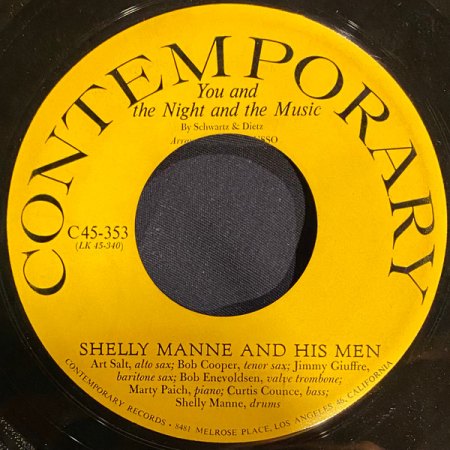 CONTEMPORARY
You and
the Night and the Music
By Schwartz & Dietz
C45-353
(LK 45-340)
SHELLY MANNE AND HIS MEN
Art Salt, alto sax; Bob Cooper, tenor sax; Jimmy Giuffre,
baritone sax; Bob Enevoldsen, valve trombone;
Marty Paich, piano; Curtis Counce, bass;
Shelly Manne, drums
CONTEMPORARY RECORDS • 8481 MELROSE PLACE, LOS ANGELES 46, CALIFORNIA